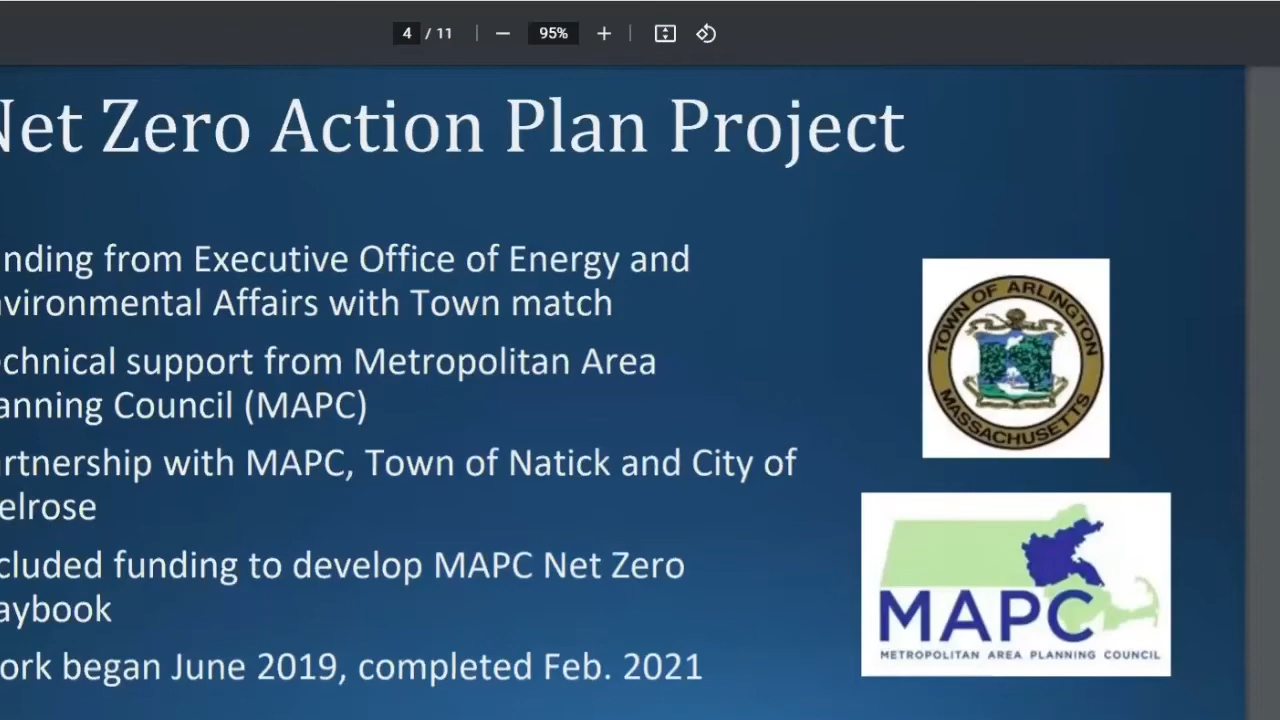 4 / 11 95%
Net Zero Action Plan Project
nding from Executive Office of Energy and
vironmental Affairs with Town match
echnical support from Metropolitan Area
anning Council (MAPC)
artnership with MAPC, Town of Natick and City of
elrose
cluded funding to develop MAPC Net Zero
aybook
ork began June 2019, completed Feb. 2021
TOWN OF ARLINGTON
MASSACHUSETTS
MAPC
METROPOLITAN AREA PLANNING COUNCIL